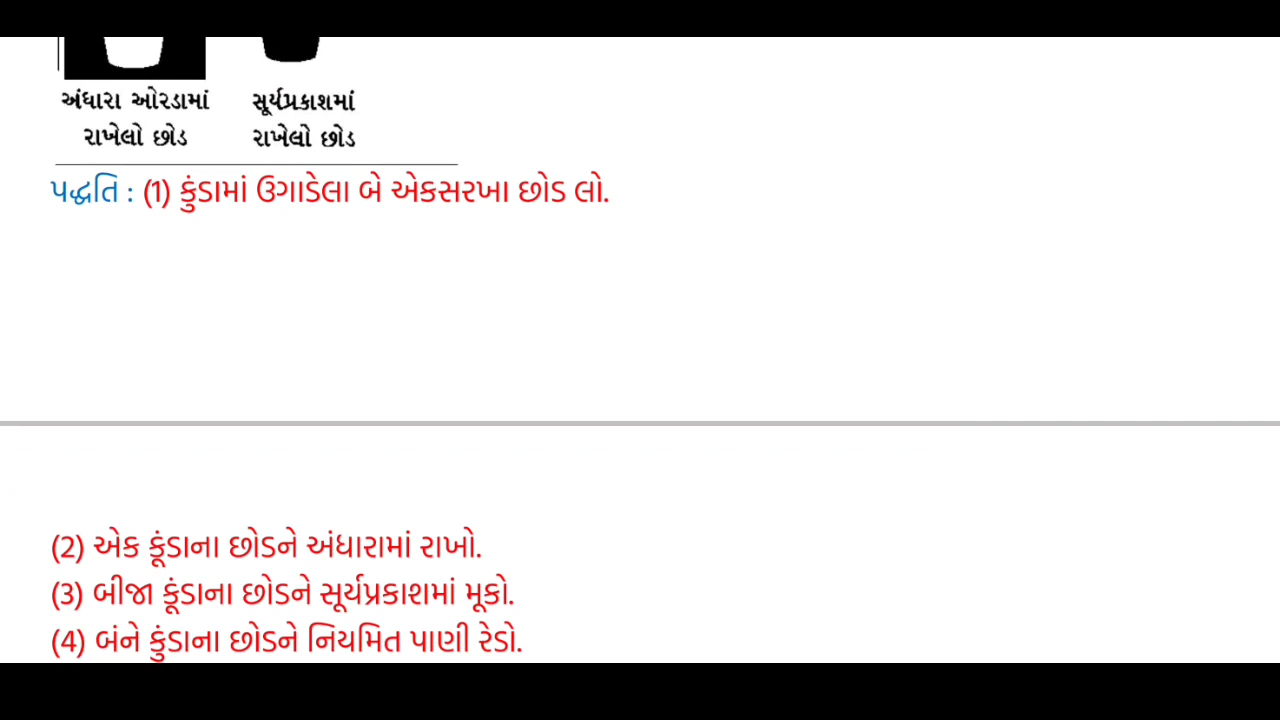 અંધારા ઓરડામાં
રાખેલો છોડ
સૂર્યપ્રકાશમાં
રાખેલો છોડ
પદ્ધતિ : (1) કુંડામાં ઉગાડેલા બે એકસરખા છોડ લો.
(2) એક કૂંડાના છોડને અંધારામાં રાખો.
(3) બીજા કૂંડાના છોડને સૂર્યપ્રકાશમાં મૂકો.
(4) બંને કુંડાના છોડને નિયમિત પાણી રેડો.